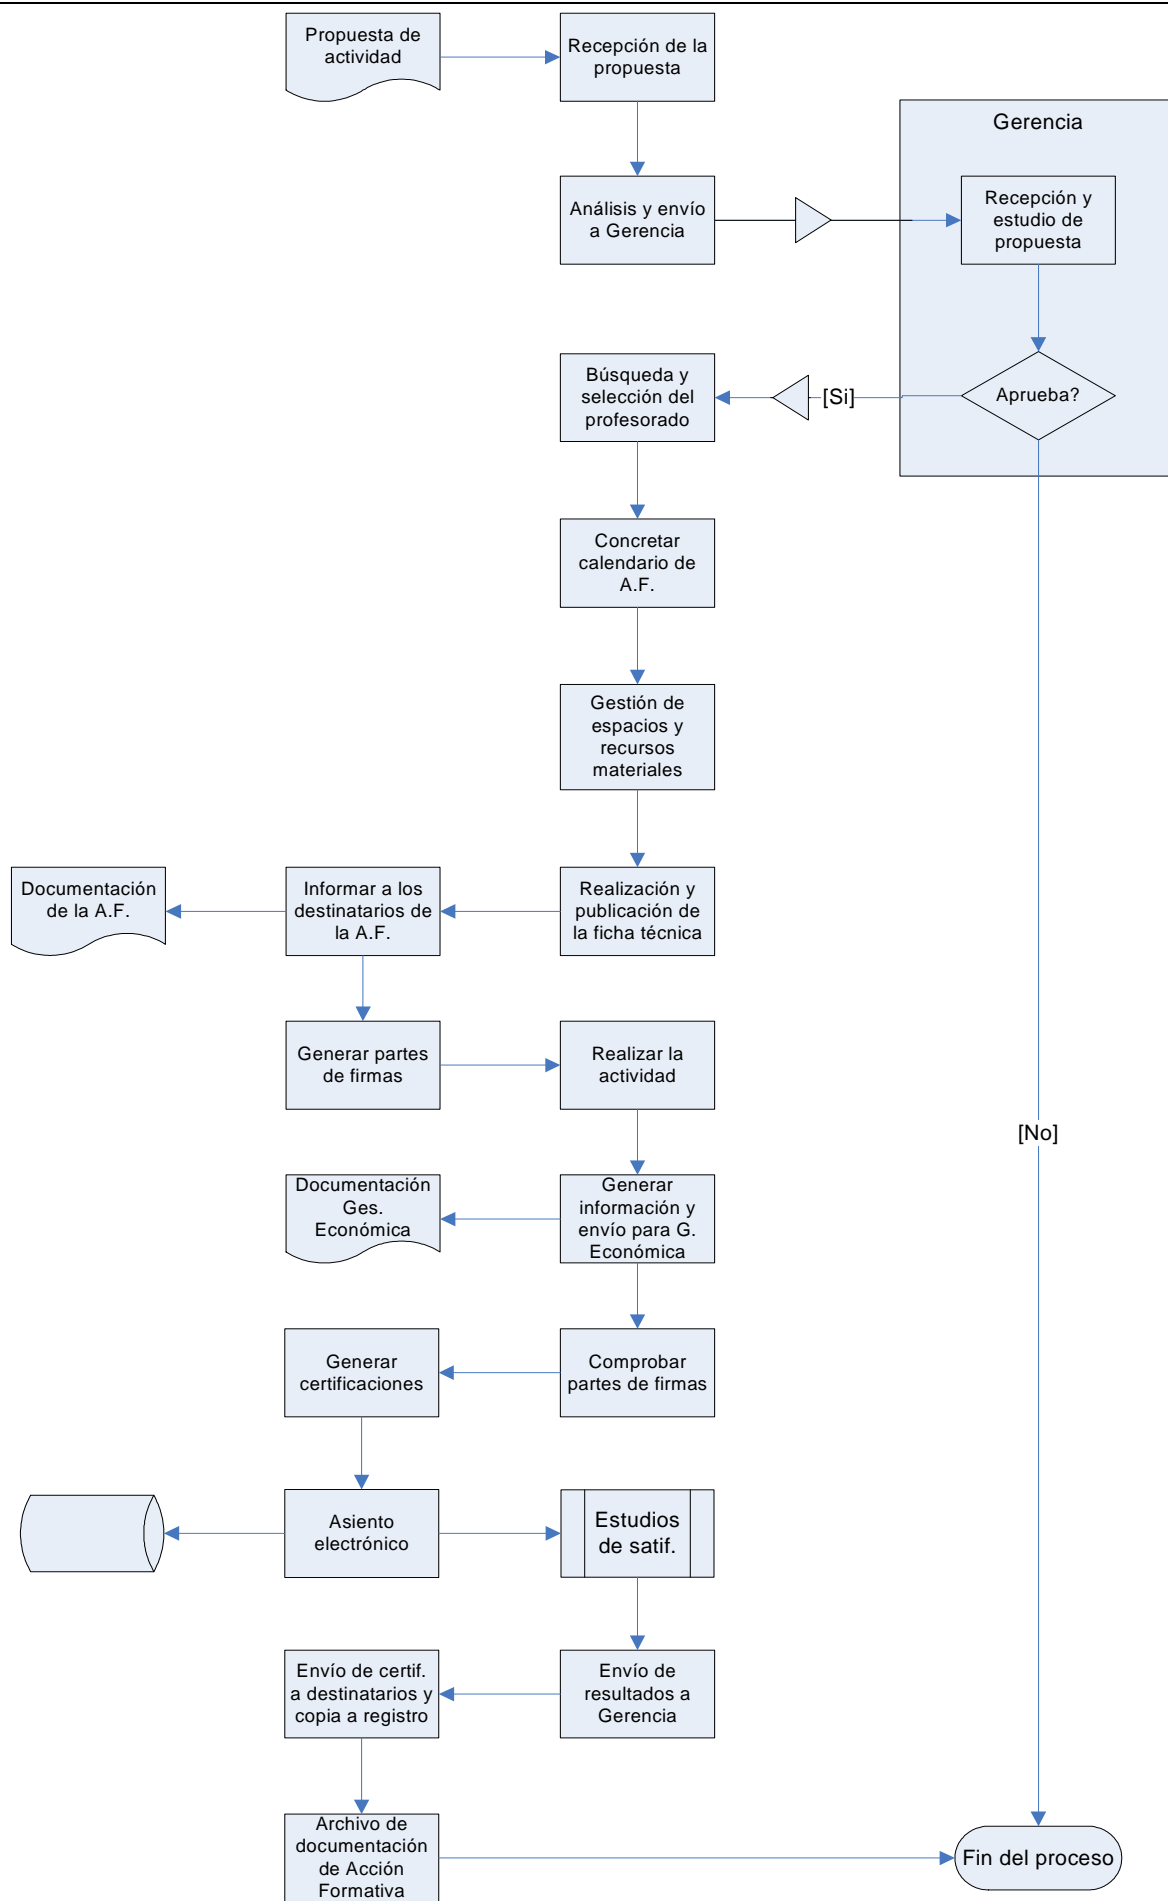 Propuesta de
actividad
Recepción de la
propuesta
Gerencia
Análisis y envío
a Gerencia
Recepción y
estudio de
propuesta
Búsqueda y
selección del
profesorado
[Si]
Aprueba?
Concretar
calendario de
A.F.
Gestión de
espacios y
recursos
materiales
Documentación
de la A.F.
Informar a los
destinatarios de
la A.F.
Realización y
publicación de
la ficha técnica
Generar partes
de firmas
Realizar la
actividad
[No]
Documentación
Ges.
Económica
Generar
información y
envío para G.
Económica
Generar
certificaciones
Comprobar
partes de firmas
Asiento
electrónico
Estudios
de satif.
Envío de certif.
a destinatarios y
copia a registro
Envío de
resultados a
Gerencia
Archivo de
documentación
de Acción
Formativa
Fin del proceso